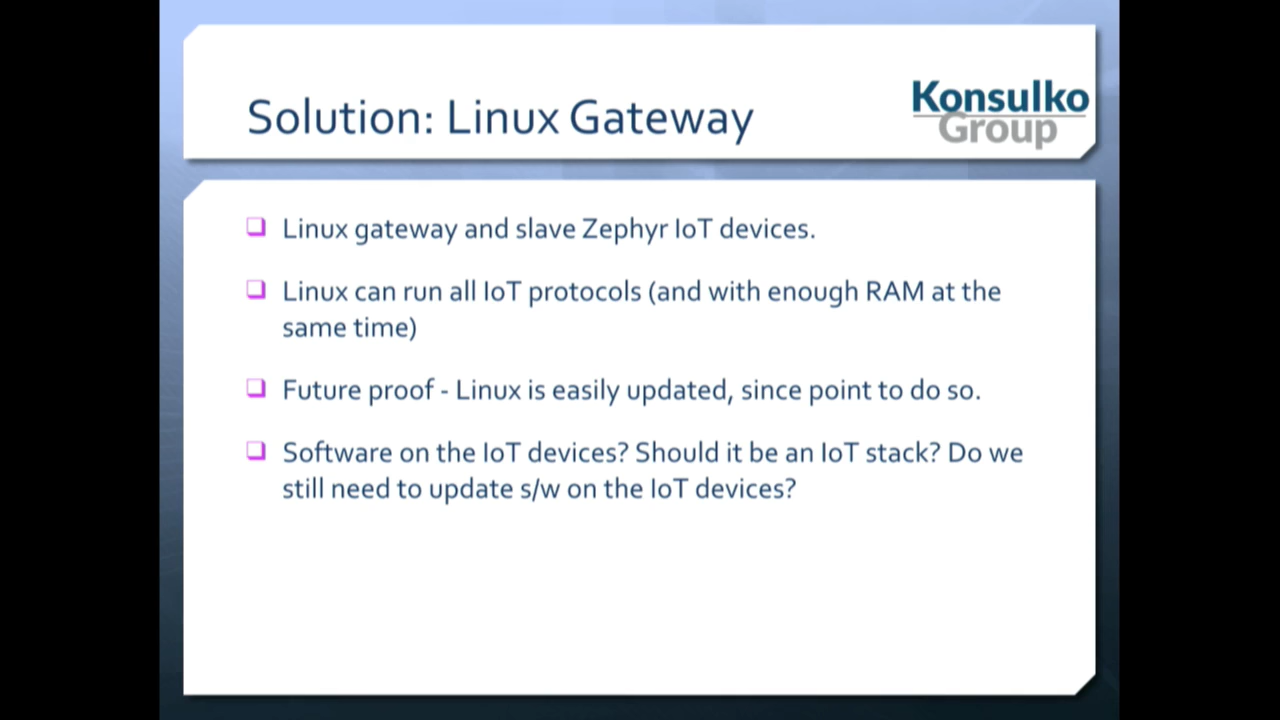 Solution: Linux Gateway
Konsulko
Group
Linux gateway and slave Zephyr IoT devices.
Linux can run all IoT protocols (and with enough RAM at the
same time)
Future proof - Linux is easily updated, since point to do so.
Software on the IoT devices? Should it be an IoT stack? Do we
still need to update s/w on the IoT devices?